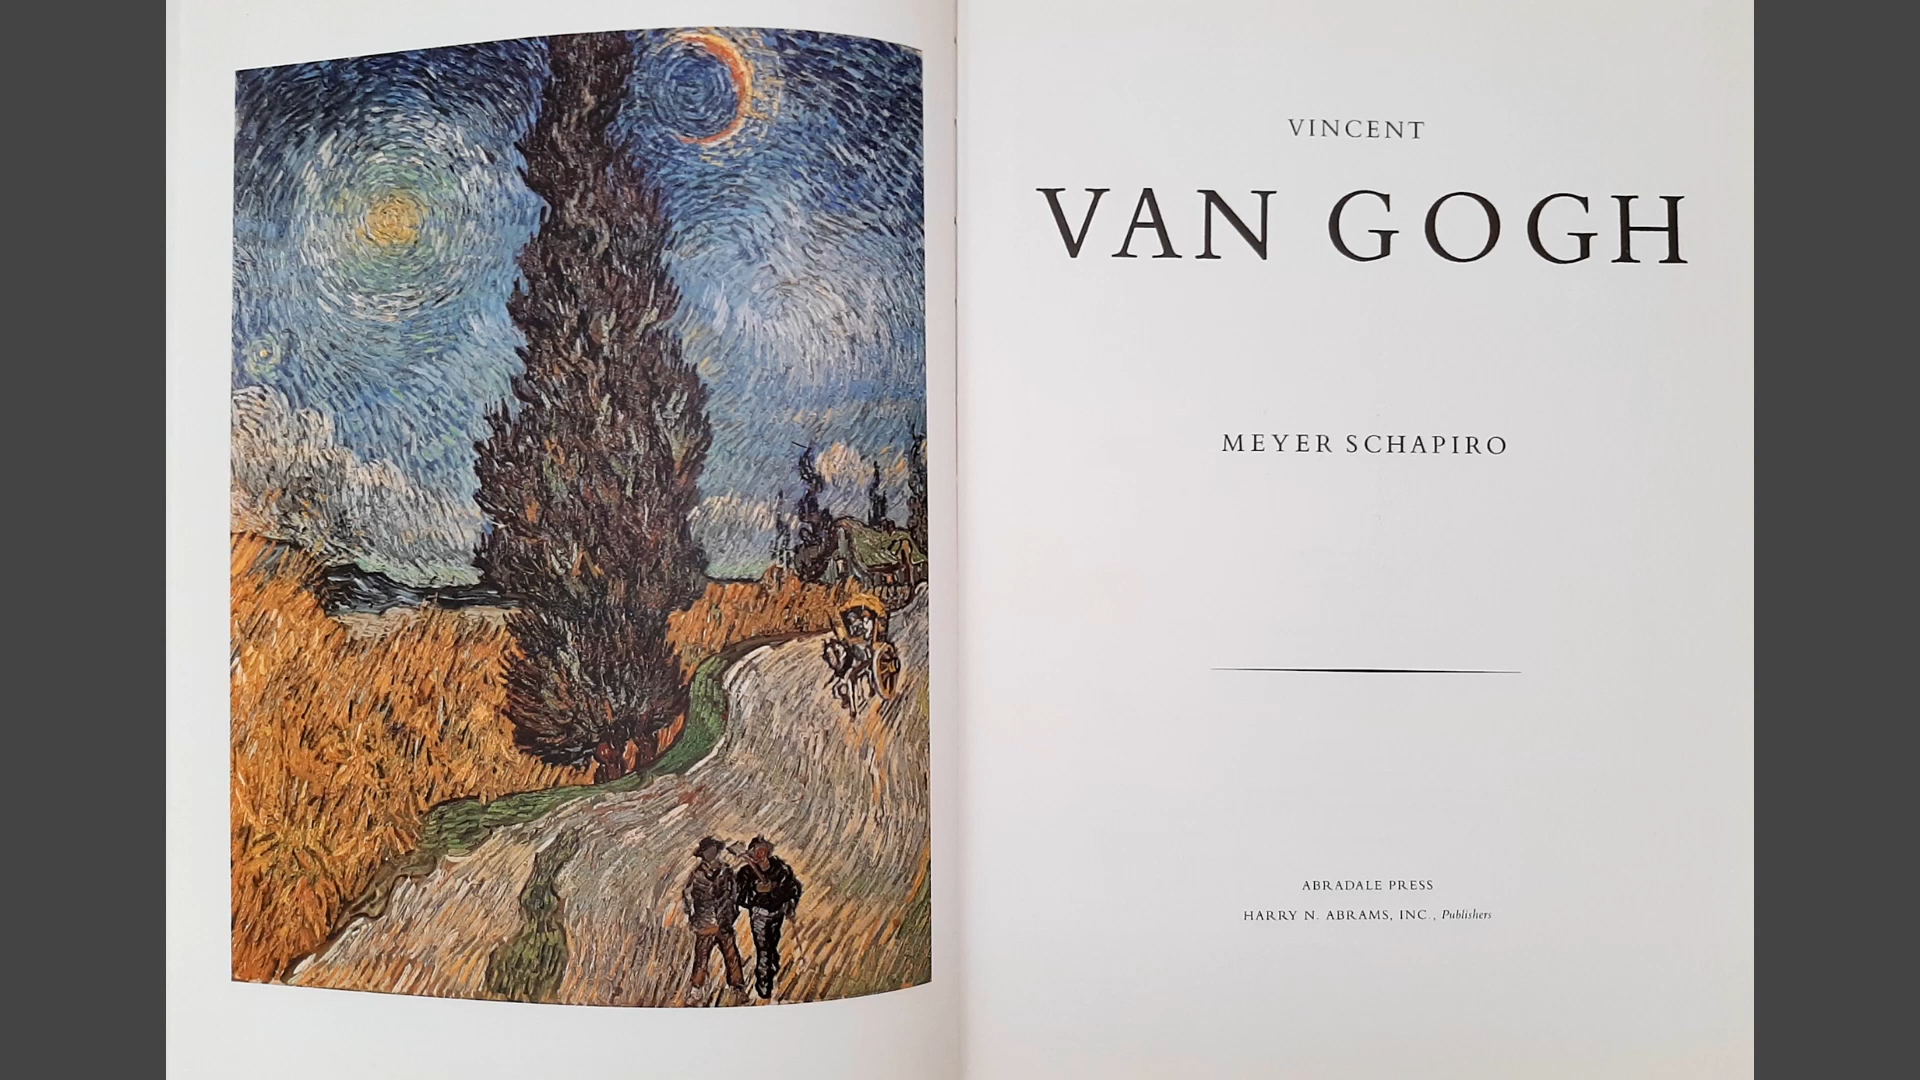 VINCENT
VAN GOGH
MEYER SCHAPIRO
ABRADALE PRESS
HARRY N. ABRAMS, INC., Publishers